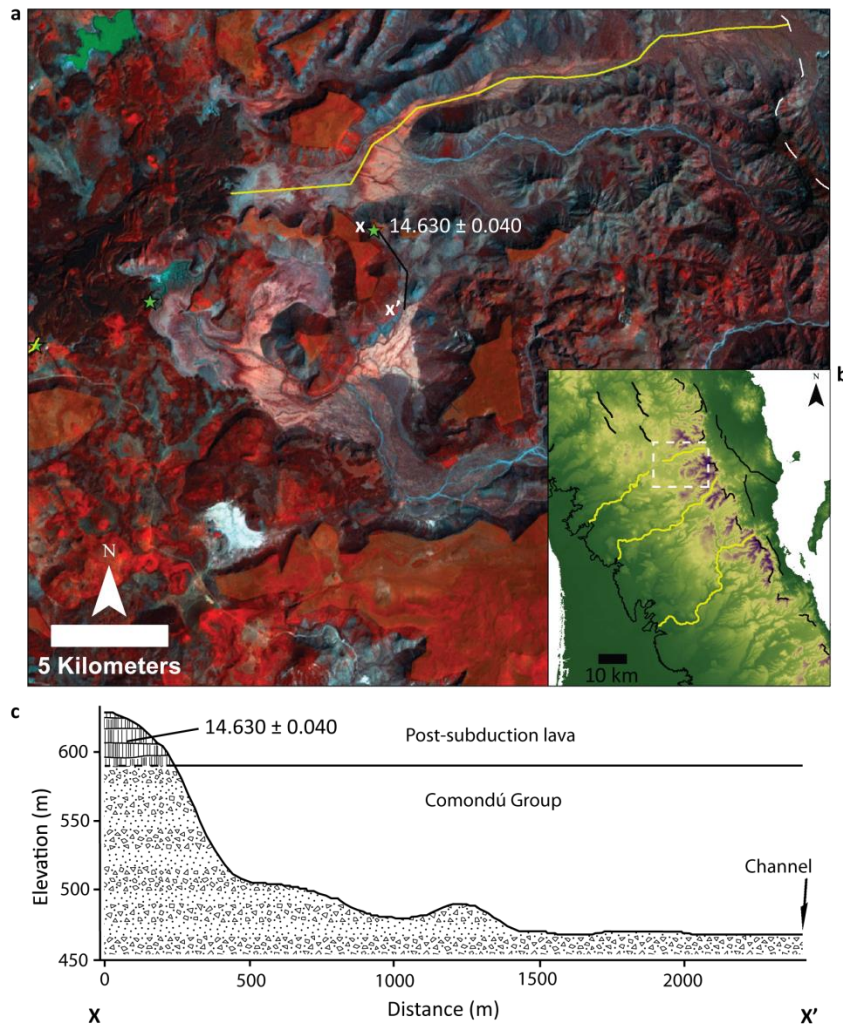 a
x
14.630 ± 0.040
x'
N
5 Kilometers
b
N
10 km
c
14.630 ± 0.040
Post-subduction lava
Comondú Group
Channel
Elevation (m)
600
550
500
450
0
500
1000
1500
2000
Distance (m)
X
X'